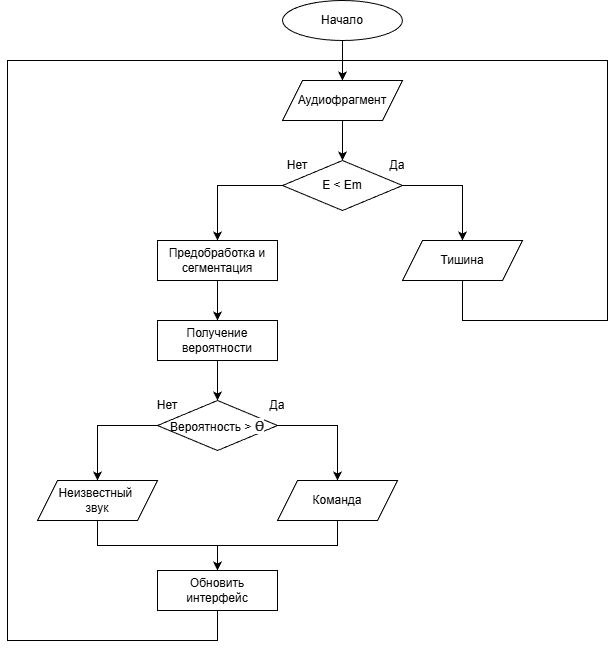 Начало
Аудиофрагмент
Нет
Да
E < Em
Предобработка и
сегментация
Тишина
Получение
вероятности
Нет
Да
Вероятность > Ө
Неизвестный
звук
Команда
Обновить
интерфейс